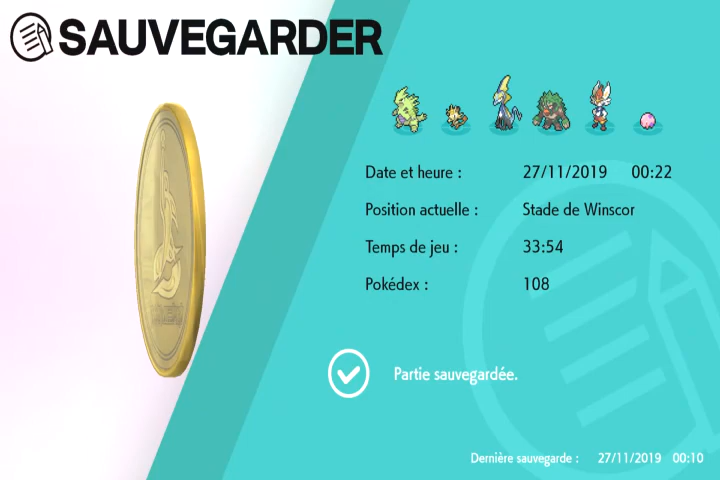 SAUVEGARDER
Date et heure : 27/11/2019 00:22
Position actuelle : Stade de Winscor
Temps de jeu : 33:54
Pokédex : 108
Partie sauvegardée.
Dernière sauvegarde : 27/11/2019 00:10